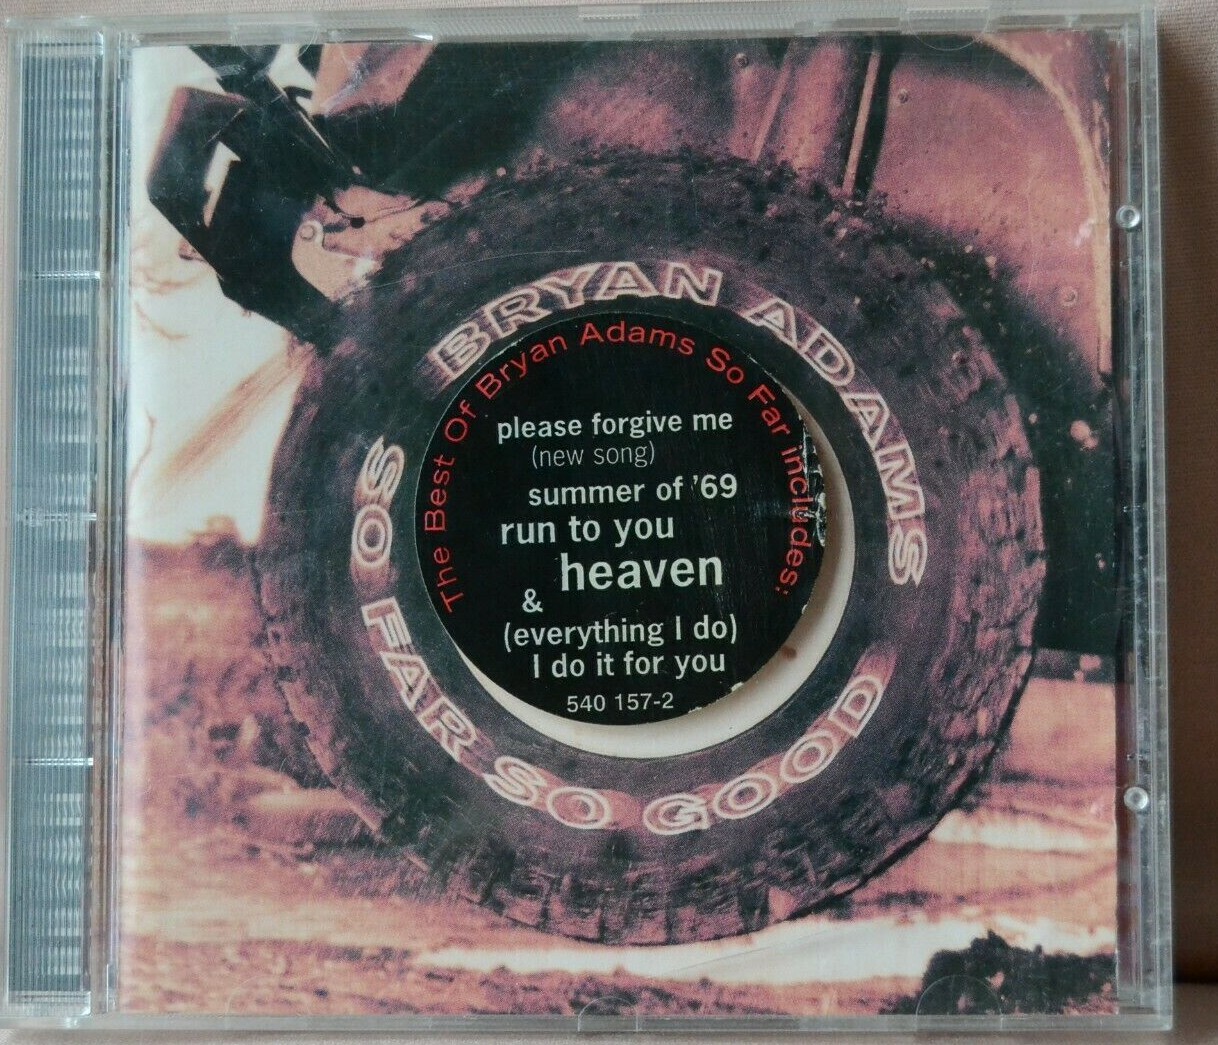 BRYAN ADAMS
SO FAR SO GOOD
The Best Of Bryan Adams So Far includes:
please forgive me
(new song)
summer of '69
run to you
heaven
&
(everything I do)
I do it for you
540 157-2